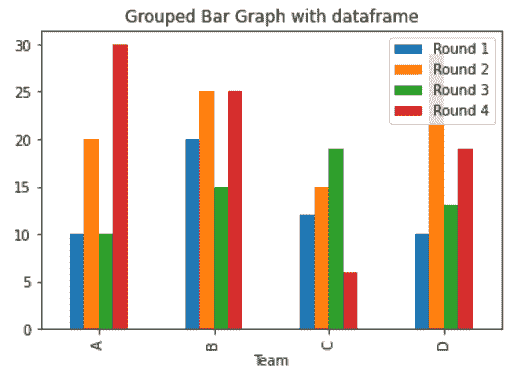 Grouped Bar Graph with dataframe
Round 1
Round 2
Round 3
Round 4
30
25
20
15
10
5
0
A
B
C
D
Team